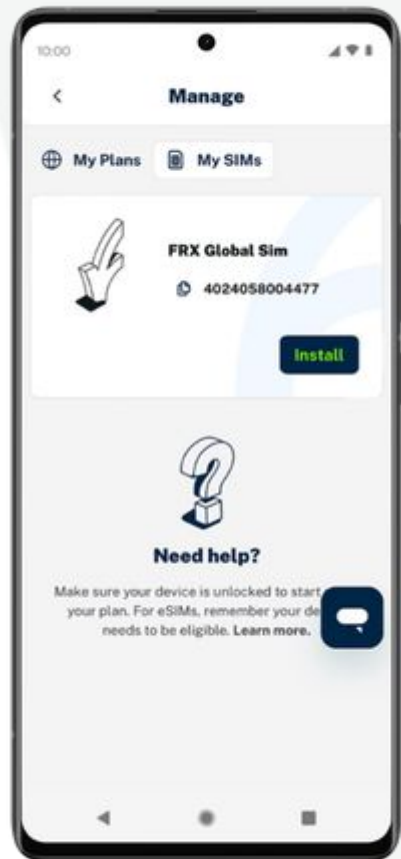 10:00
Manage
My Plans
My SIMs
FRX Global Sim
4024058004477
Install
Need help?
Make sure your device is unlocked to start
your plan. For eSIMs, remember your
needs to be eligible. Learn more.